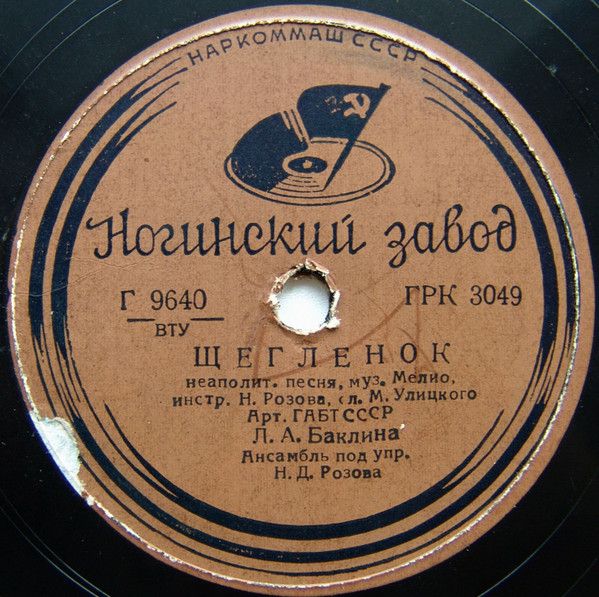 НАРКОММАШ СССР
Ногинский завод
Г 9640 ГРК 3049
ВТУ
ЩЕГЛЕНОК
неаполит. песня, муз. Мелио,
инстр. Н. Розова, сл. М. Улицкого
Арт. ГАБТ СССР
Л. А. Баклина
Ансамбль под упр.
Н. Д. Розова